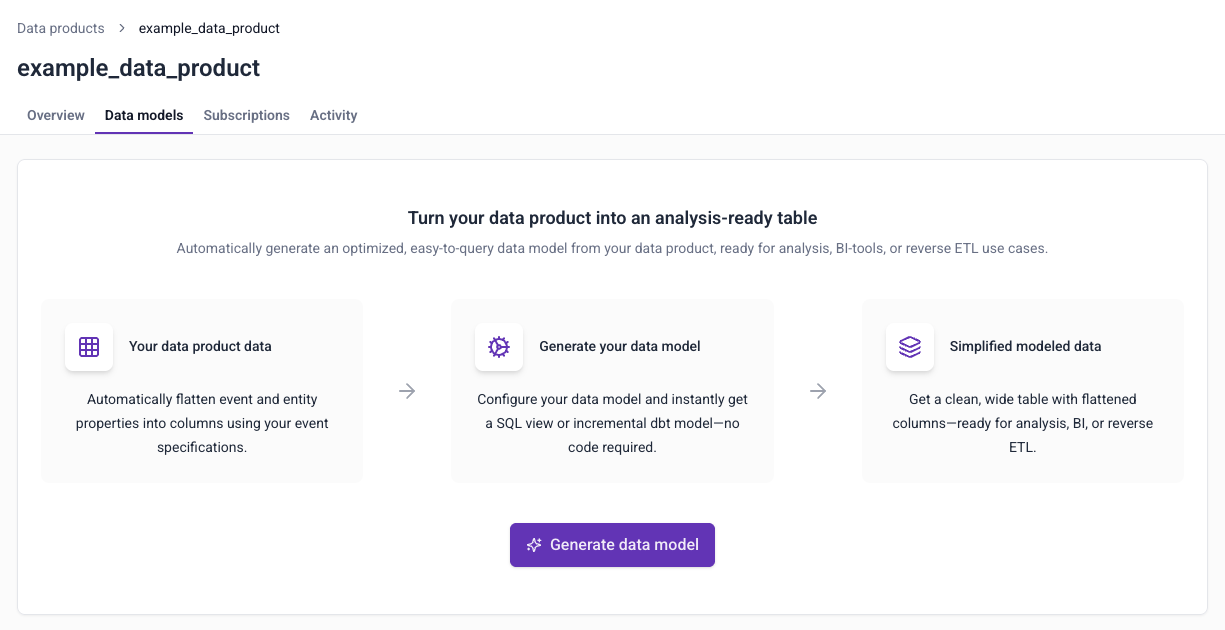 Data products > example_data_product
example_data_product
Overview Data models Subscriptions Activity
Turn your data product into an analysis-ready table
Automatically generate an optimized, easy-to-query data model from your data product, ready for analysis, BI-tools, or reverse ETL use cases.
Your data product data
Automatically flatten event and entity
properties into columns using your event
specifications.
Generate your data model
Configure your data model and instantly get
a SQL view or incremental dbt model—no
code required.
Simplified modeled data
Get a clean, wide table with flattened
columns—ready for analysis, BI, or reverse
ETL.
Generate data model